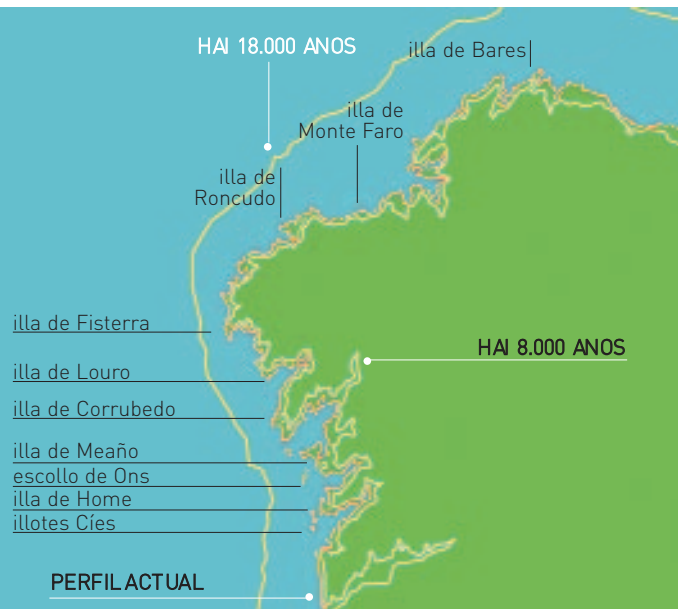 HAI 18.000 ANOS
illa de Bares
illa de
Monte Faro
illa de
Roncudo
illa de Fisterra
HAI 8.000 ANOS
illa de Louro
illa de Corrubedo
illa de Meaño
escollo de Ons
illa de Home
illotes Cíes
PERFIL ACTUAL